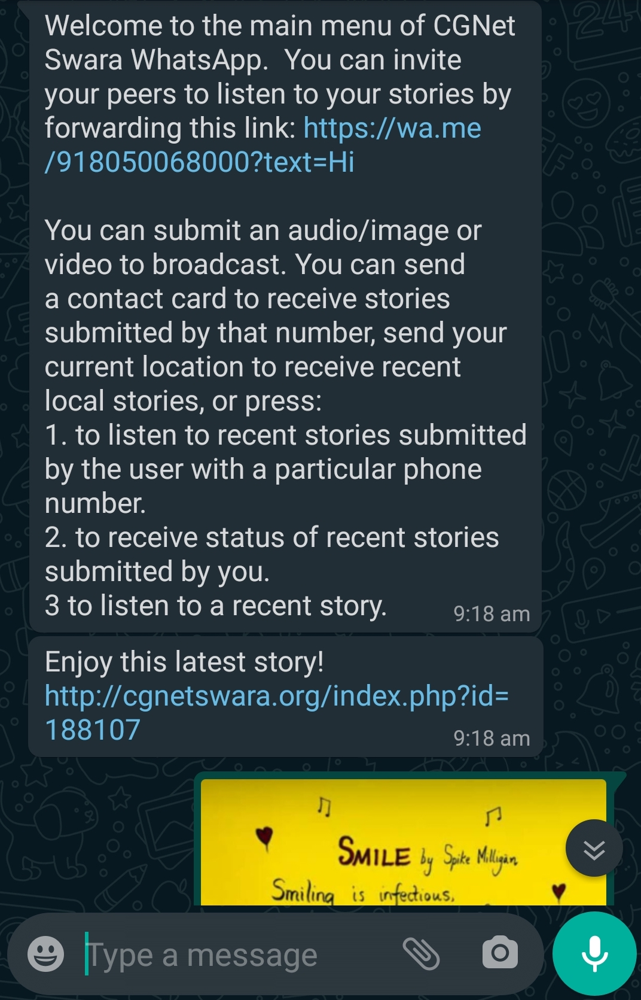 Welcome to the main menu of CGNet
Swara WhatsApp.  You can invite
your peers to listen to your stories by
forwarding this link: https://wa.me
/918050068000?text=Hi
You can submit an audio/image or
video to broadcast. You can send
a contact card to receive stories
submitted by that number, send your
current location to receive recent
local stories, or press:
1. to listen to recent stories submitted
by the user with a particular phone
number.
2. to receive status of recent stories
submitted by you.
3 to listen to a recent story.
9:18 am
Enjoy this latest story!
http://cgnetswara.org/index.php?id=
188107
9:18 am
SMILE by Spike Milligan
Smiling is infectious,
Type a message